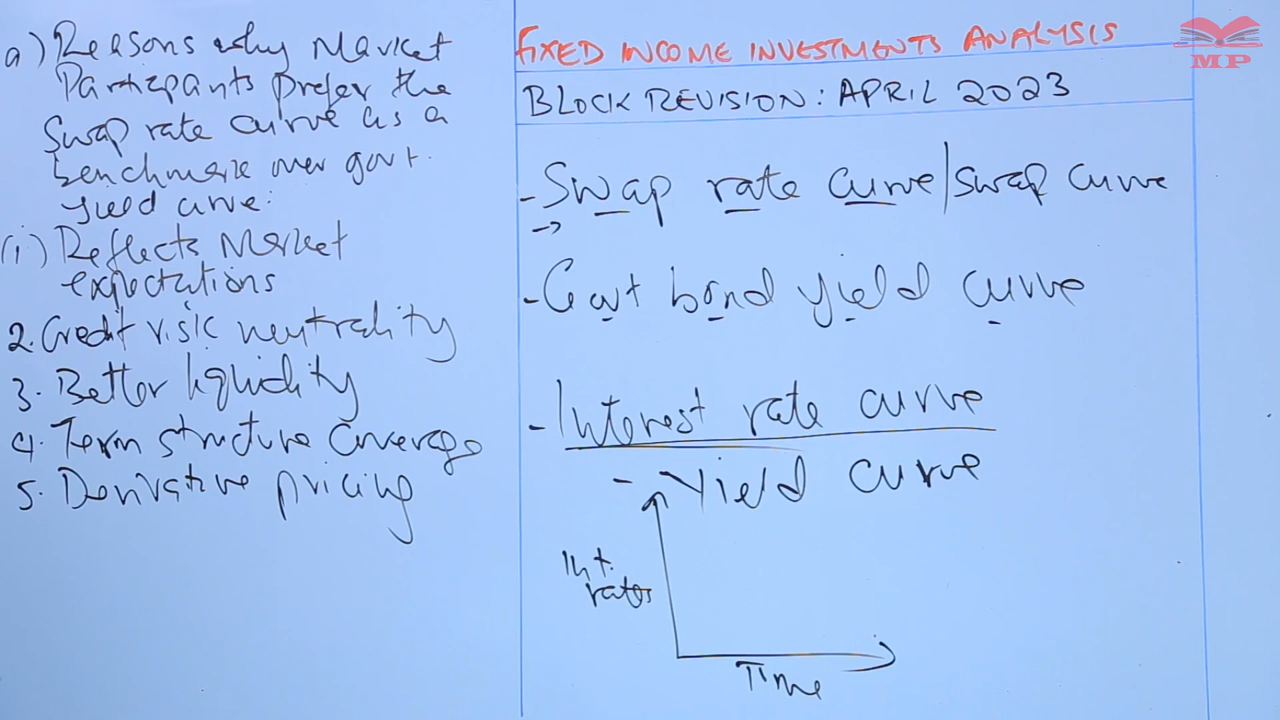 a) Reasons why Market
Participants prefer the
Swap rate curve as a
benchmark over govt.
yield curve:
(i) Reflects Market
expectations
2. Credit risk neutrality
3. Better liquidity
4. Term structure Coverage
5. Derivative pricing
FIXED INCOME INVESTMENTS ANALYSIS
BLOCK REVISION: APRIL 2023
- Swap rate curve/swap curve
- Govt bond yield curve
- Interest rate curve
- Yield curve
Int.
rates
Time
MP